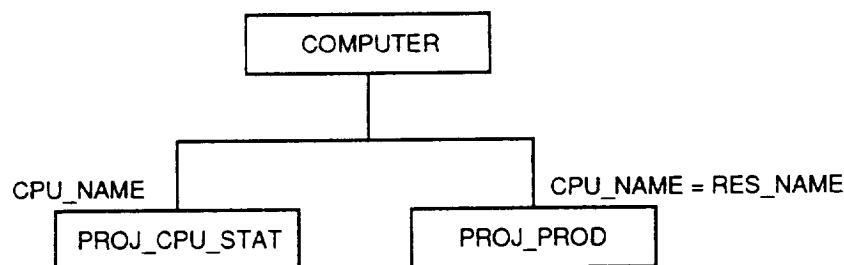 COMPUTER
CPU_NAME
CPU_NAME = RES_NAME
PROJ_CPU_STAT
PROJ_PROD